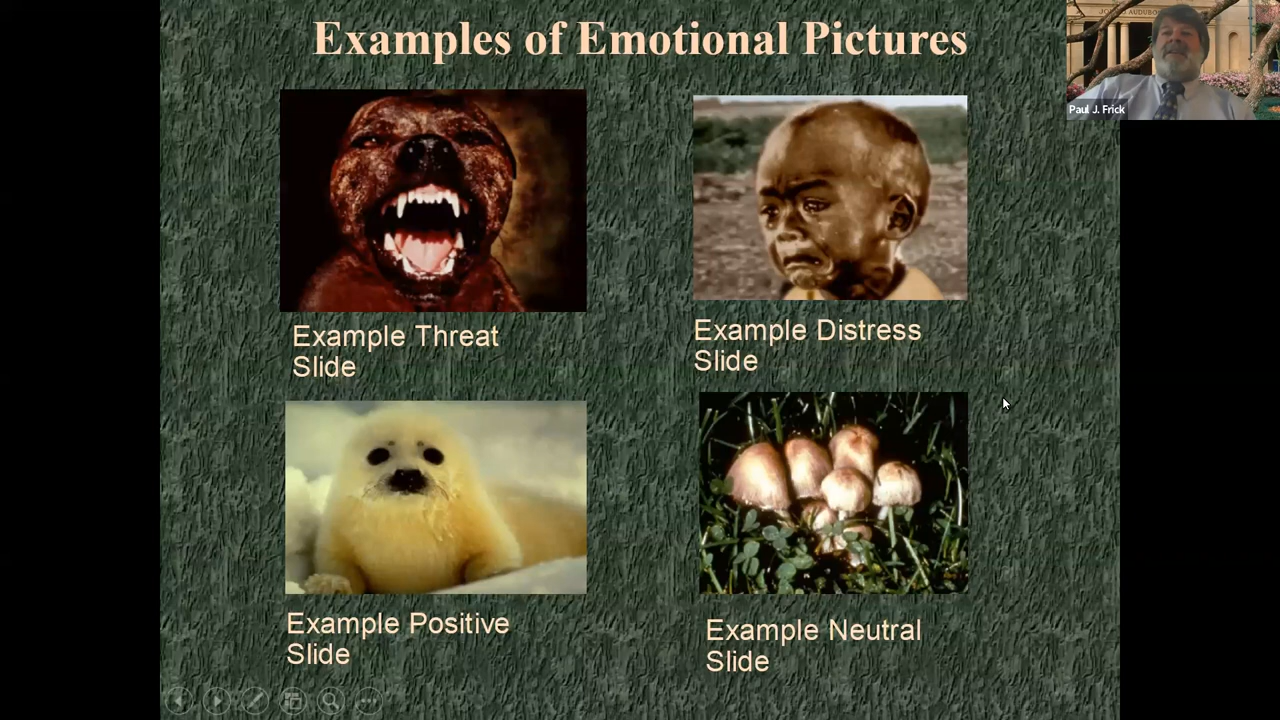 Examples of Emotional Pictures
Paul J. Frick
Example Threat
Slide
Example Distress
Slide
Example Positive
Slide
Example Neutral
Slide